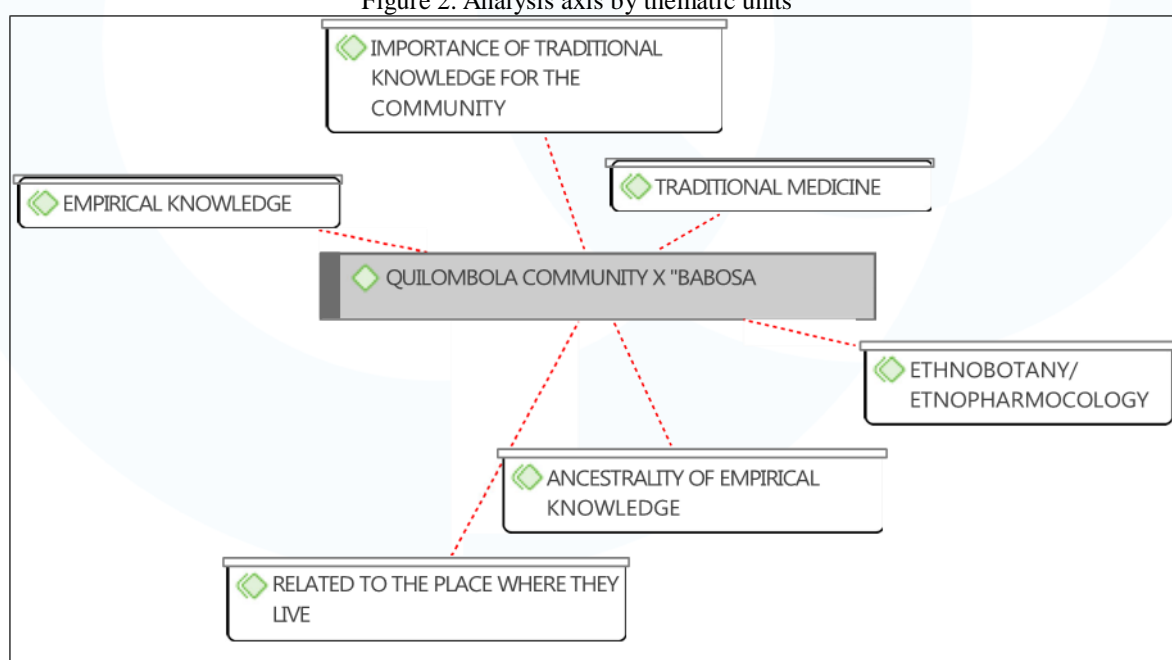 Figure 2. Analysis axis by thematic units
IMPORTANCE OF TRADITIONAL
KNOWLEDGE FOR THE
COMMUNITY
TRADITIONAL MEDICINE
EMPIRICAL KNOWLEDGE
QUILOMBOLA COMMUNITY X "BABOSA
ETHNOBOTANY/
ETNOPHARMOCOLOGY
ANCESTRALITY OF EMPIRICAL
KNOWLEDGE
RELATED TO THE PLACE WHERE THEY
LIVE